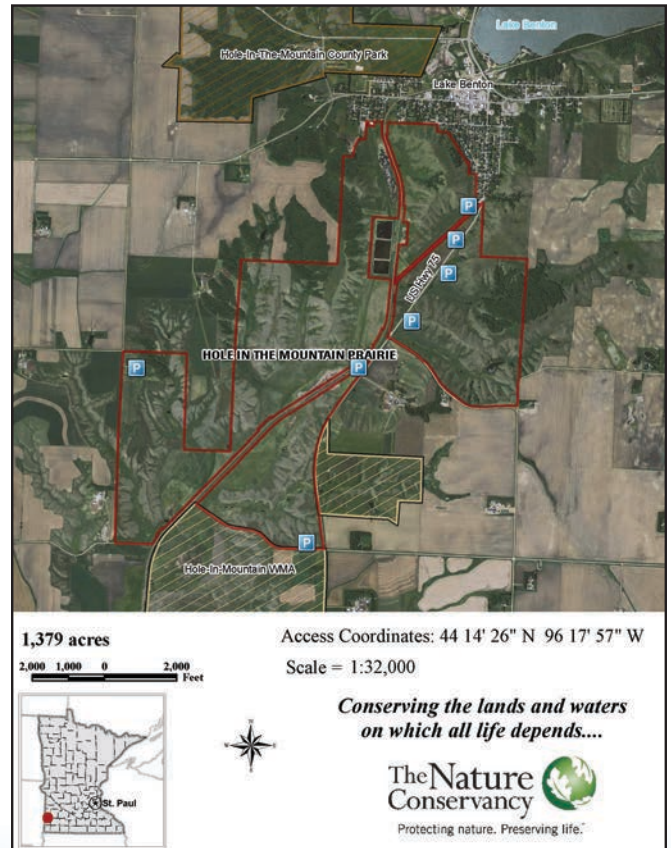 Lake Benton
Hole-In-The-Mountain County Park
Lake Benton
P
P
US Hwy 75
P
P
HOLE IN THE MOUNTAIN PRAIRIE
P
P
P
Hole-In-Mountain WMA
1,379 acres
Access Coordinates: 44 14' 26" N 96 17' 57" W
2,000 1,000 0 2,000
Feet
Scale = 1:32,000
N
W E
S
St. Paul
Conserving the lands and waters
on which all life depends....
The Nature
Conservancy
Protecting nature. Preserving life.